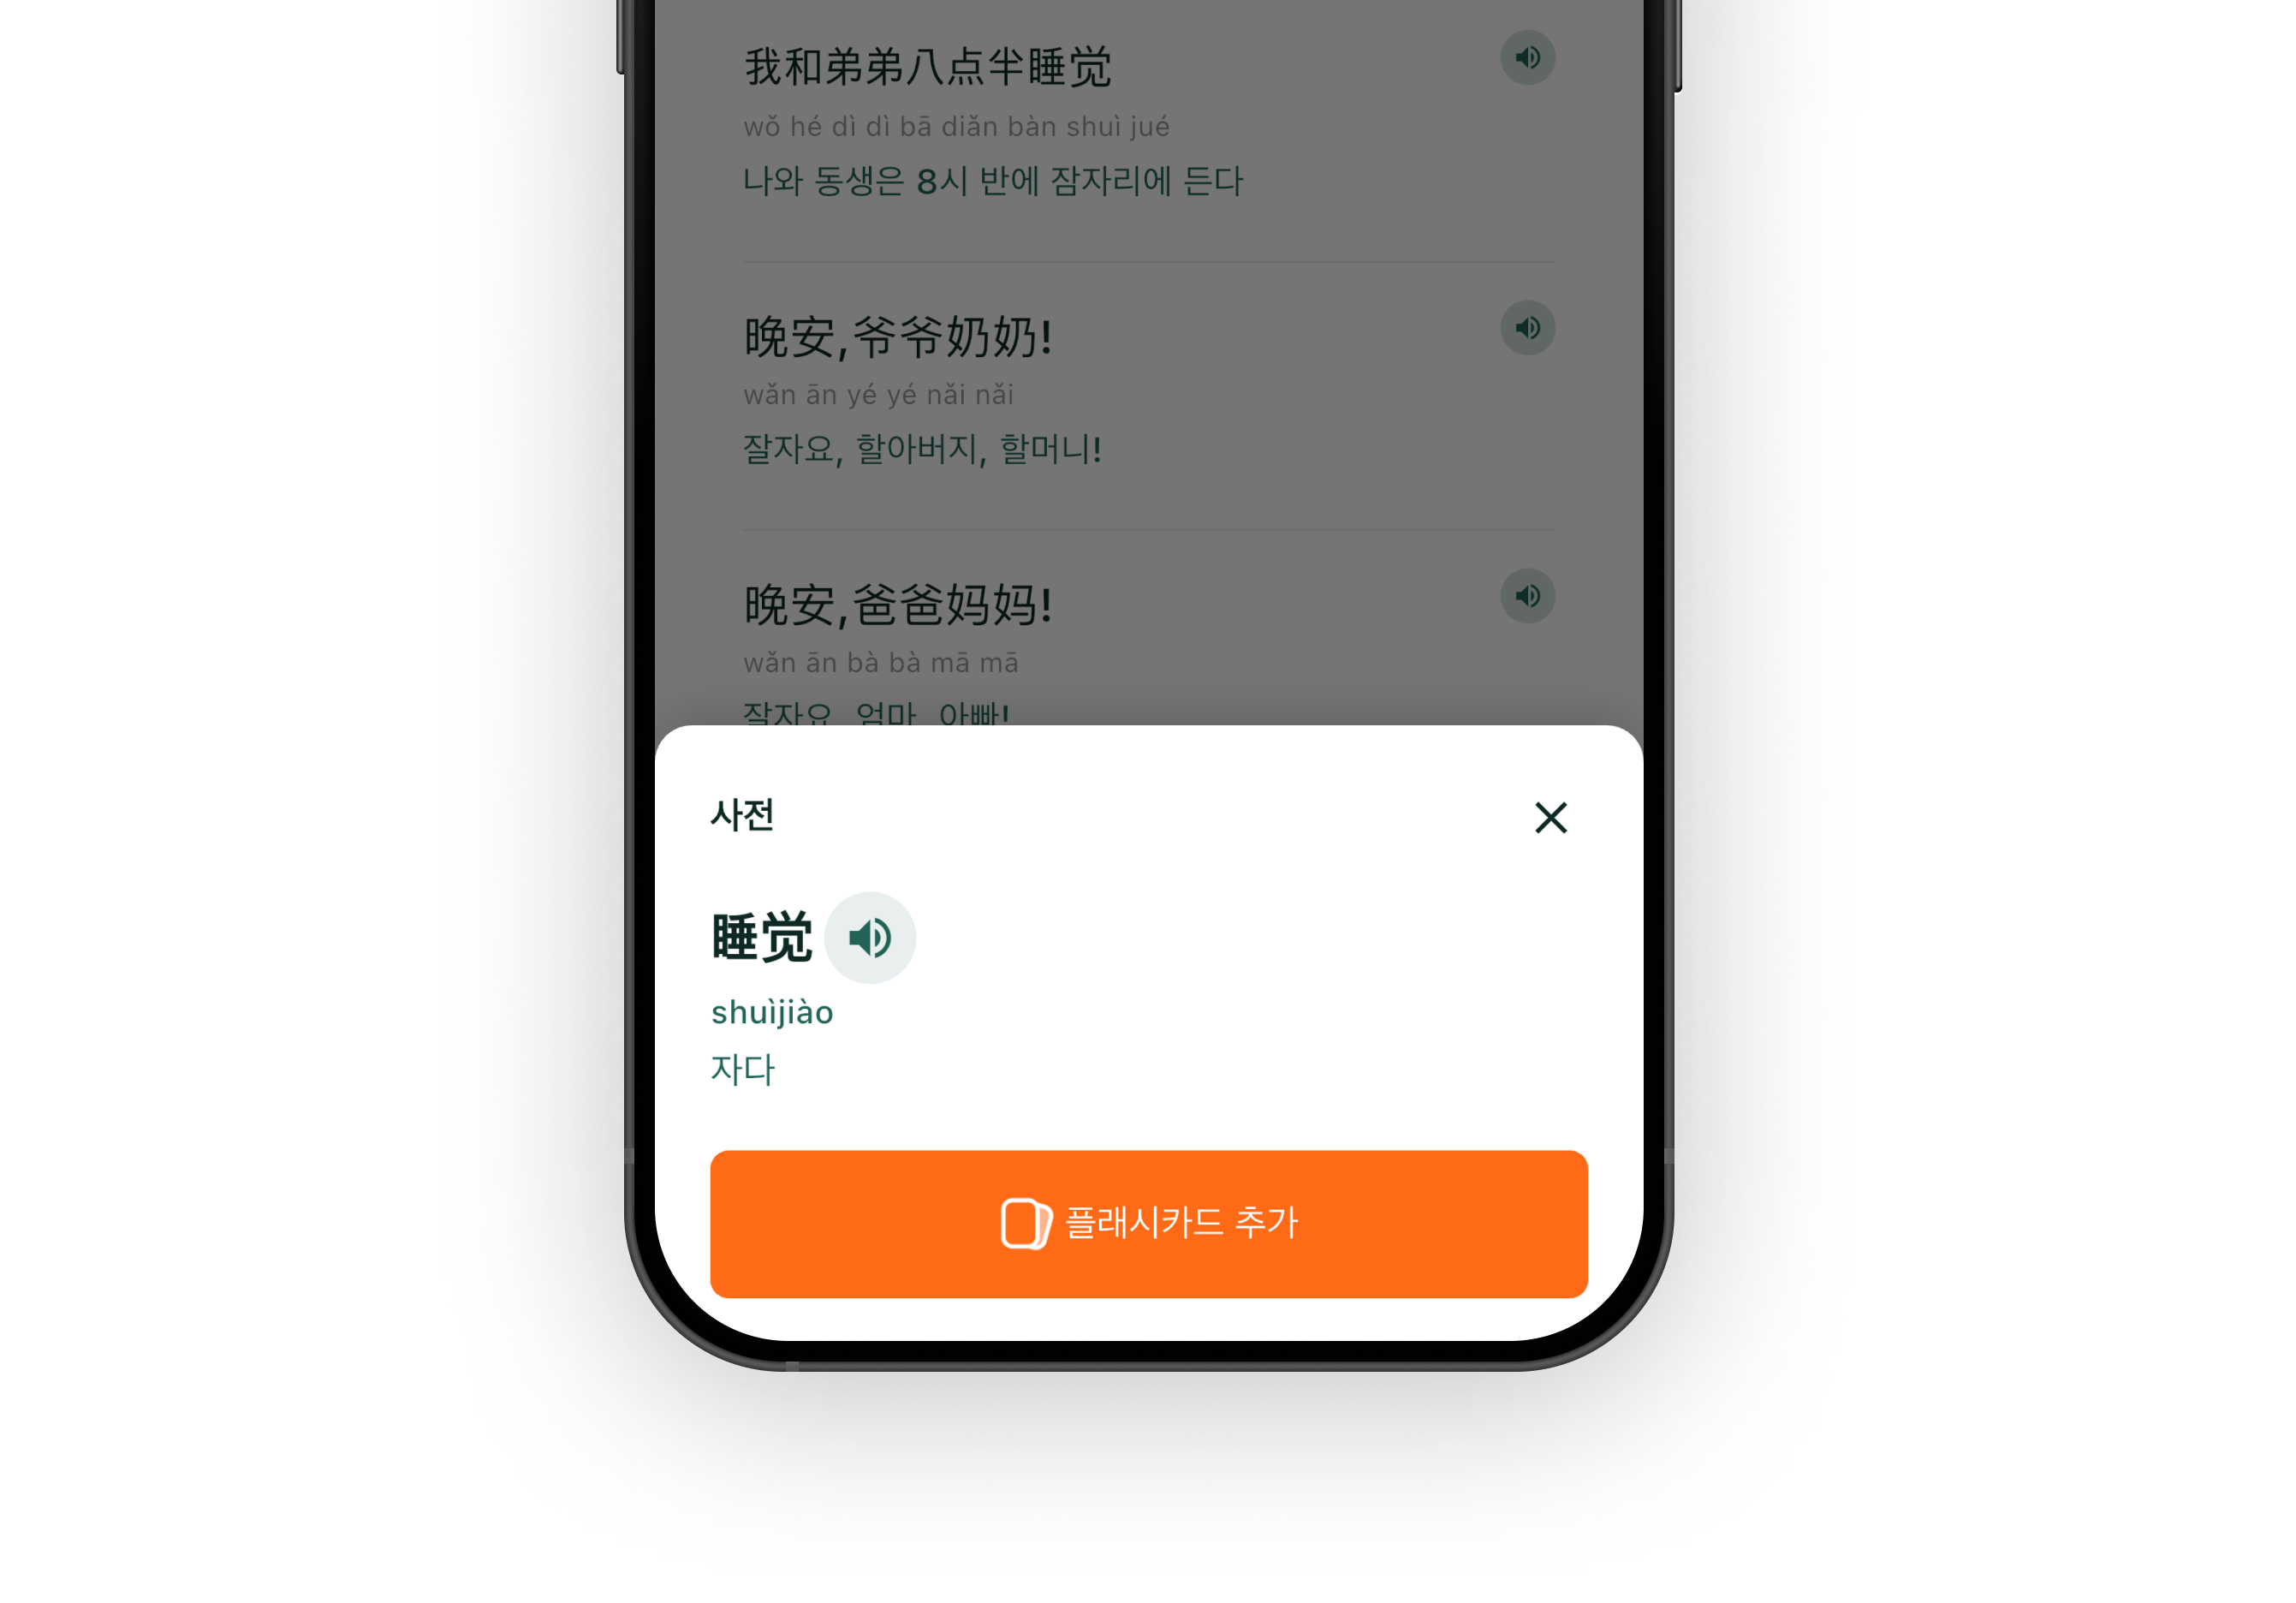 我和弟弟八点半睡觉
wǒ hé dì dì bā diǎn bàn shuì jué
나와 동생은 8시 반에 잠자리에 든다
晚安,爷爷奶奶!
wǎn ān yé yé nǎi nǎi
잘자요, 할아버지, 할머니!
晚安,爸爸妈妈!
wǎn ān bà bà mā mā
잘자요, 엄마, 아빠!
사전
睡觉
shuìjiào
자다
플래시카드 추가